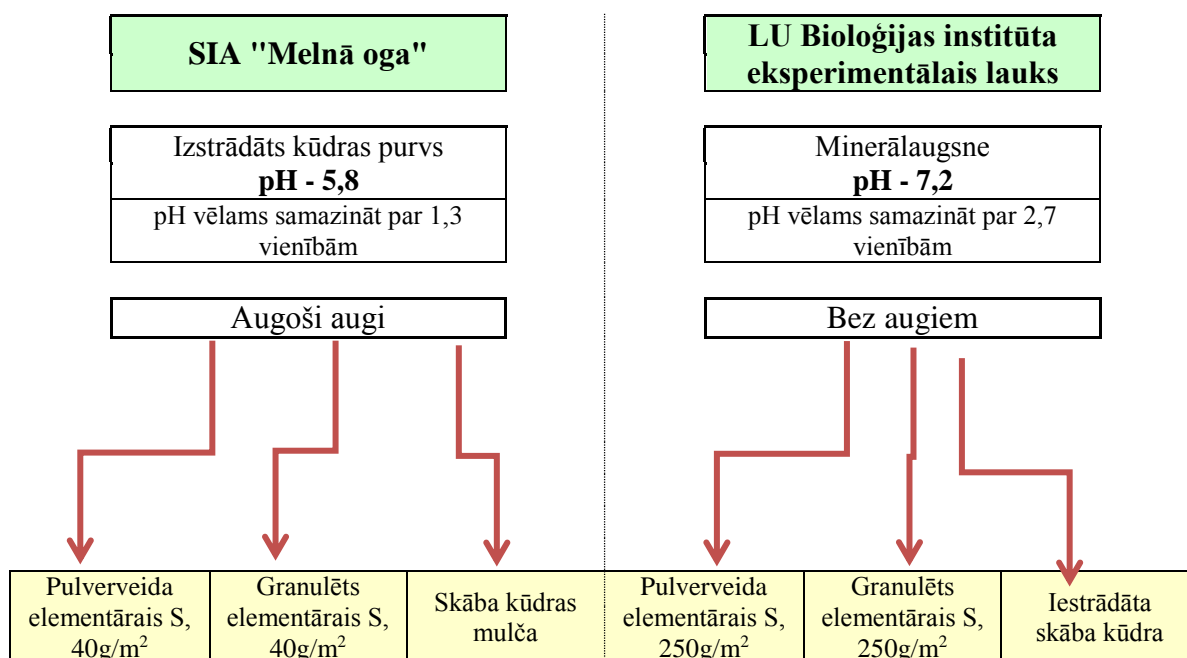 SIA "Melnā oga"
Izstrādāts kūdras purvs
pH - 5,8
pH vēlams samazināt par 1,3
vienībām
Augoši augi
Pulverveida
elementārais S,
40g/m²
Granulēts
elementārais S,
40g/m²
Skāba kūdras
mulča
LU Bioloģijas institūta
eksperimentālais lauks
Minerālaugsne
pH - 7,2
pH vēlams samazināt par 2,7
vienībām
Bez augiem
Pulverveida
elementārais S,
250g/m²
Granulēts
elementārais S,
250g/m²
Iestrādāta
skāba kūdra